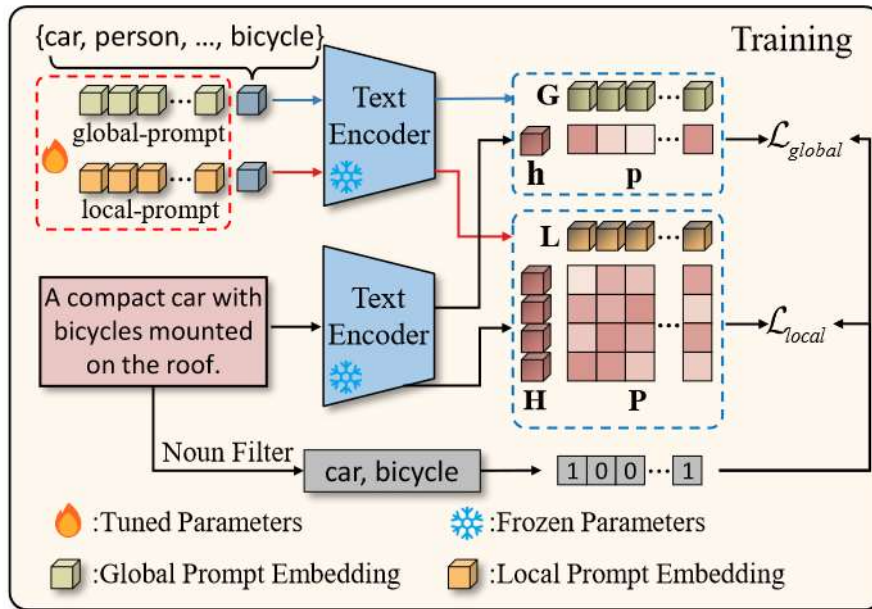 {car, person, ..., bicycle}
Training
global-prompt
local-prompt
Text
Encoder
G
h
p
ℒglobal
A compact car with
bicycles mounted
on the roof.
Text
Encoder
L
H
P
ℒlocal
Noun Filter
car, bicycle
1 0 0 ... 1
:Tuned Parameters
:Frozen Parameters
:Global Prompt Embedding
:Local Prompt Embedding